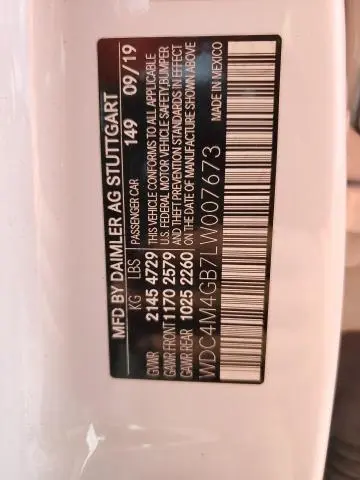 MFD BY DAIMLER AG STUTTGART
KG LBS PASSENGER CAR 149 09/19
GVWR 2145 4729 THIS VEHICLE CONFORMS TO ALL APPLICABLE
U.S. FEDERAL MOTOR VEHICLE SAFETY,BUMPER
GAWR FRONT 1170 2579 AND THEFT PREVENTION STANDARDS IN EFFECT
GAWR REAR 1025 2260 ON THE DATE OF MANUFACTURE SHOWN ABOVE
WDC4M4GB7LW007673 MADE IN MEXICO